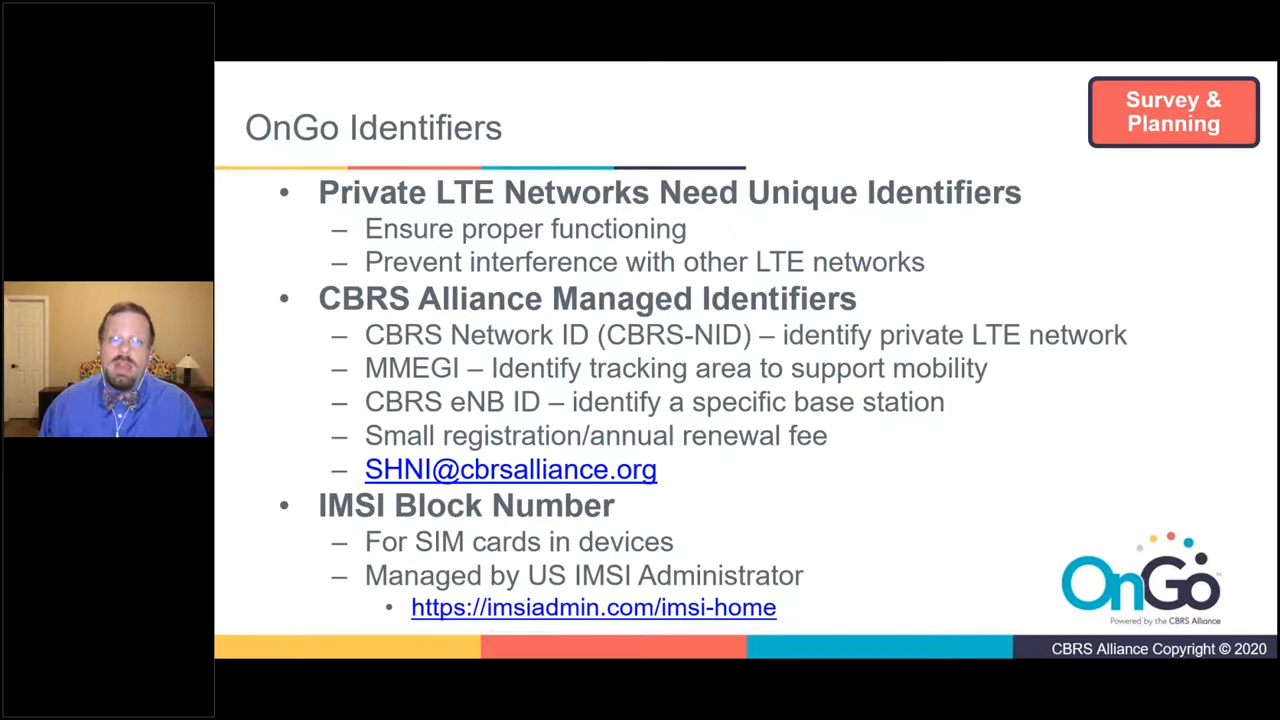 OnGo Identifiers
Survey &
Planning
• Private LTE Networks Need Unique Identifiers
– Ensure proper functioning
– Prevent interference with other LTE networks
• CBRS Alliance Managed Identifiers
– CBRS Network ID (CBRS-NID) – identify private LTE network
– MMEGI – Identify tracking area to support mobility
– CBRS eNB ID – identify a specific base station
– Small registration/annual renewal fee
– SHNI@cbrsalliance.org
• IMSI Block Number
– For SIM cards in devices
– Managed by US IMSI Administrator
• https://imsiadmin.com/imsi-home
OnGo
Powered by the CBRS Alliance
CBRS Alliance Copyright © 2020